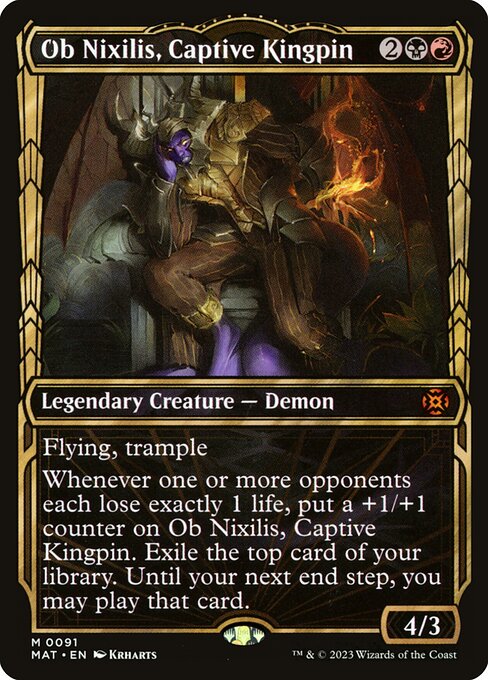 Ob Nixilis, Captive Kingpin 2
Legendary Creature — Demon
Flying, trample
Whenever one or more opponents
each lose exactly 1 life, put a +1/+1
counter on Ob Nixilis, Captive
Kingpin. Exile the top card of your
library. Until your next end step, you
may play that card.
4/3
M 0091
MAT • EN Krharts
™ & © 2023 Wizards of the Coast